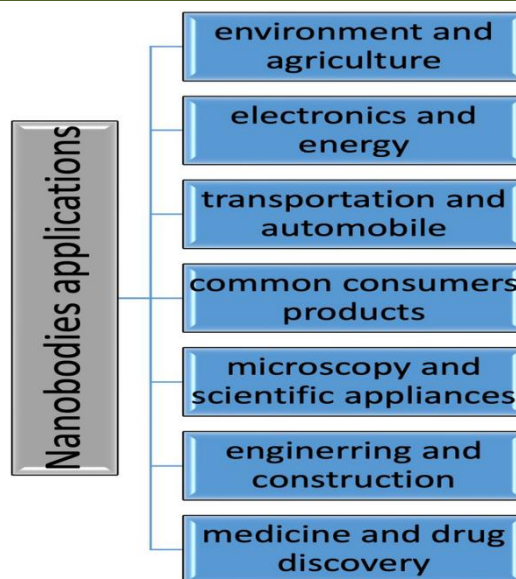 Nanobodies applications
environment and
agriculture
electronics and
energy
transportation and
automobile
common consumers
products
microscopy and
scientific appliances
enginerring and
construction
medicine and drug
discovery